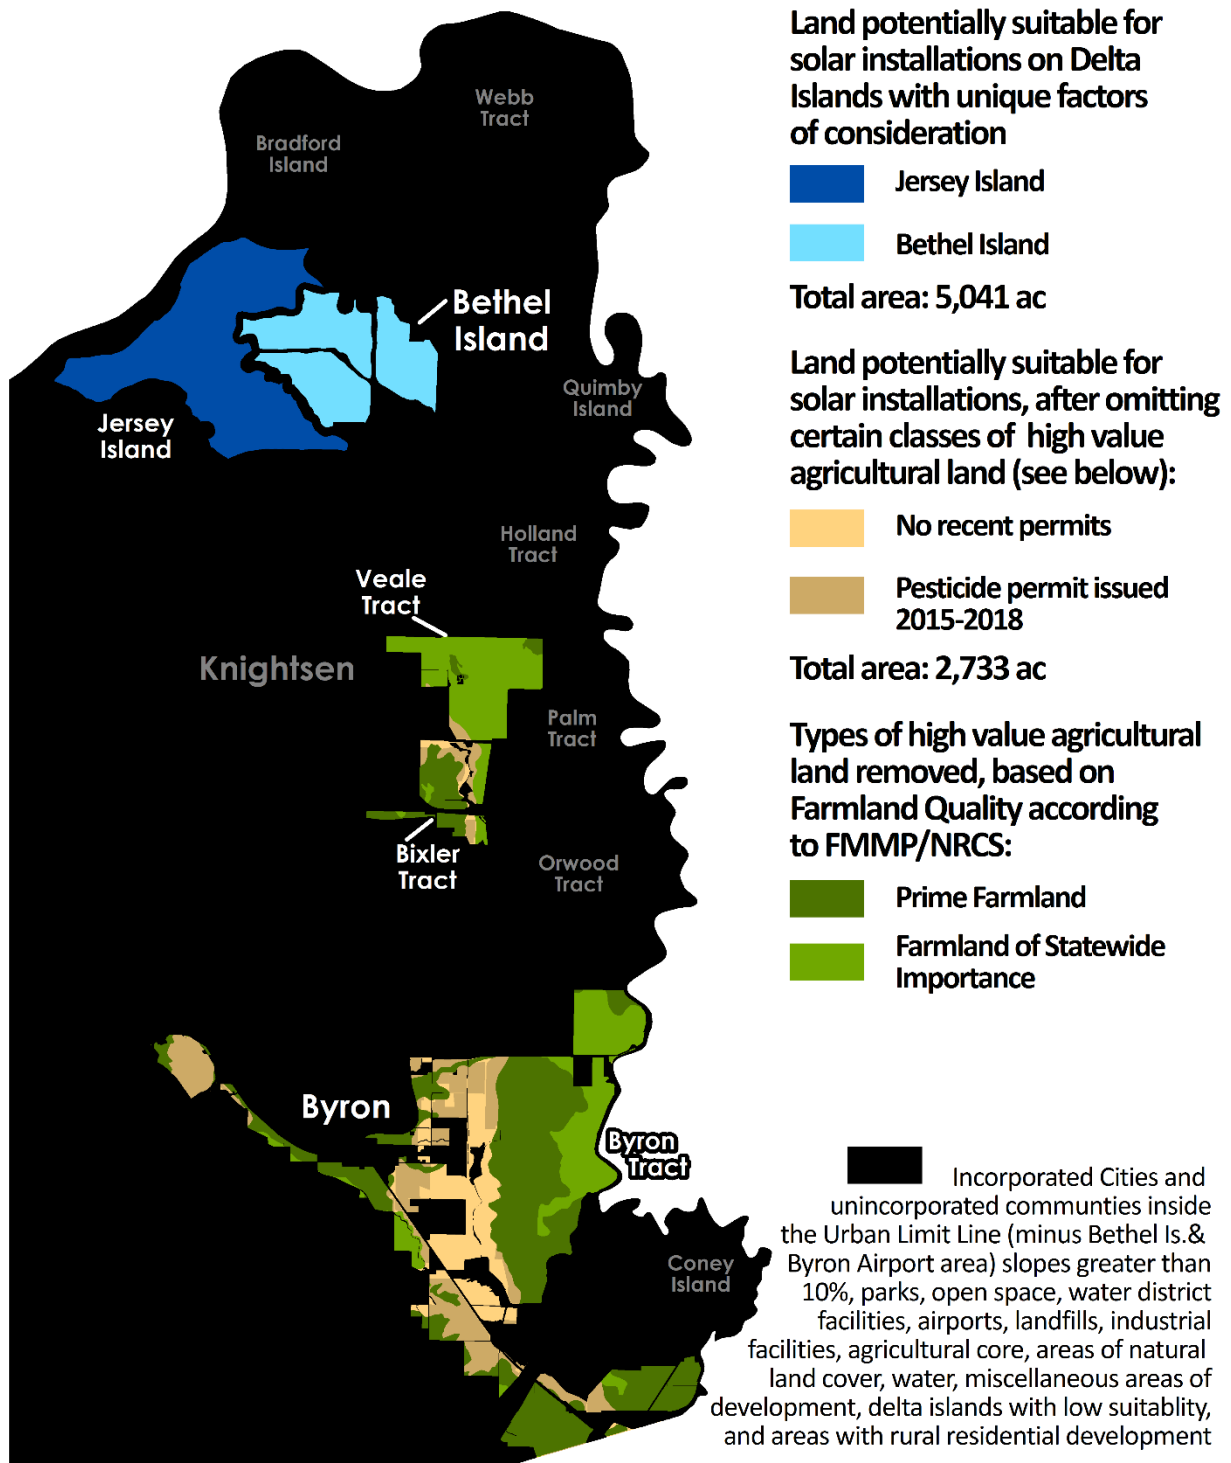 Webb
Tract
Bradford
Island
Bethel
Island
Quimby
Island
Jersey
Island
Holland
Tract
Veale
Tract
Knightsen
Palm
Tract
Bixler
Tract
Orwood
Tract
Byron
Byron
Tract
Coney
Island
Land potentially suitable for
solar installations on Delta
Islands with unique factors
of consideration
Jersey Island
Bethel Island
Total area: 5,041 ac
Land potentially suitable for
solar installations, after omitting
certain classes of high value
agricultural land (see below):
No recent permits
Pesticide permit issued
2015-2018
Total area: 2,733 ac
Types of high value agricultural
land removed, based on
Farmland Quality according
to FMMP/NRCS:
Prime Farmland
Farmland of Statewide
Importance
Incorporated Cities and
unincorporated communties inside
the Urban Limit Line (minus Bethel Is.&
Byron Airport area) slopes greater than
10%, parks, open space, water district
facilities, airports, landfills, industrial
facilities, agricultural core, areas of natural
land cover, water, miscellaneous areas of
development, delta islands with low suitablity,
and areas with rural residential development